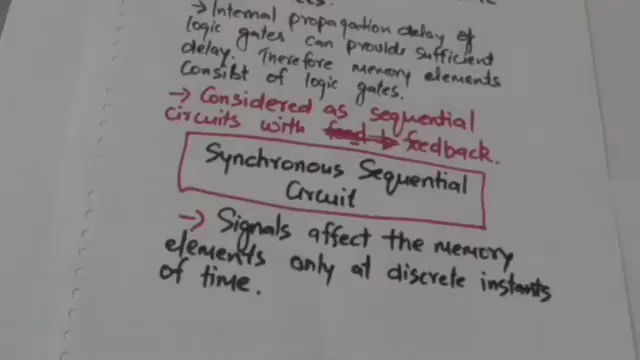 → Internal propagation delay of
logic gates can provide sufficient
delay. Therefore memory elements
consist of logic gates.
→ Considered as sequential
circuits with feedback.
Synchronous Sequential
Circuit
→ Signals affect the memory
elements only at discrete instants
of time.